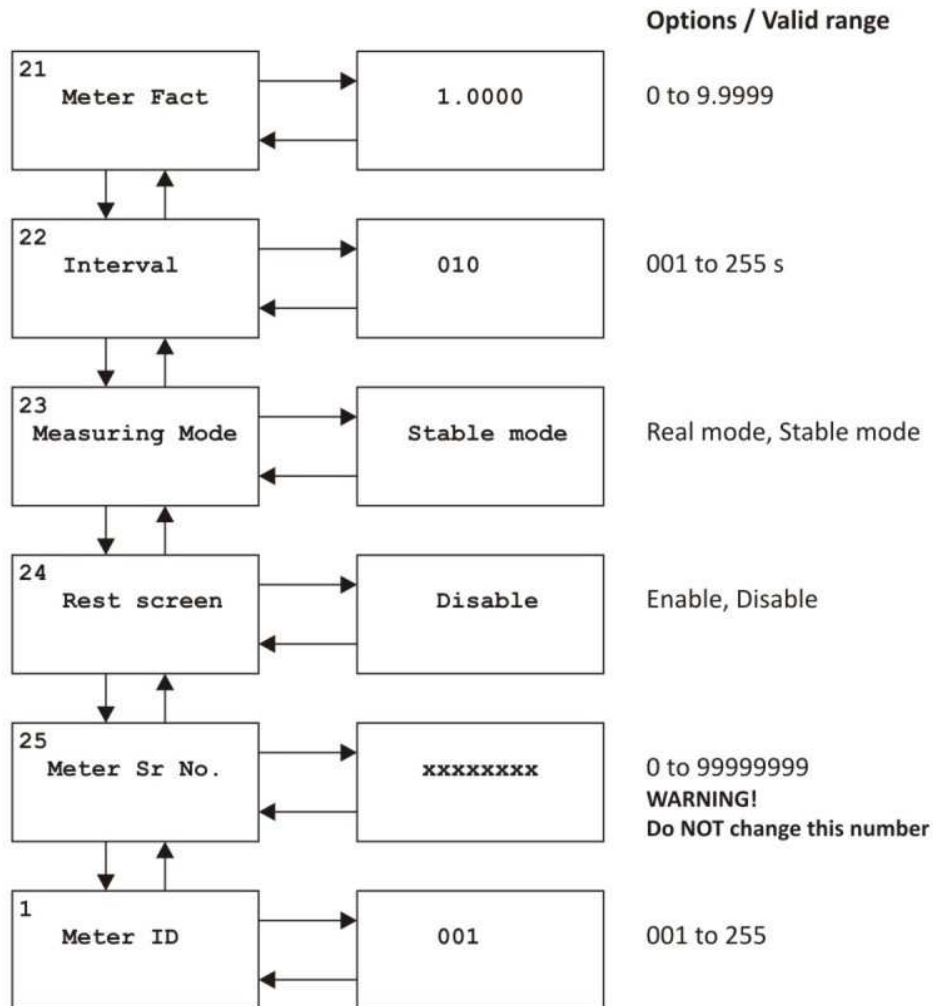 Options / Valid range
21
Meter Fact
1.0000
0 to 9.9999
22
Interval
010
001 to 255 s
23
Measuring Mode
Stable mode
Real mode, Stable mode
24
Rest screen
Disable
Enable, Disable
25
Meter Sr No.
xxxxxxxx
0 to 99999999
WARNING!
Do NOT change this number
1
Meter ID
001
001 to 255